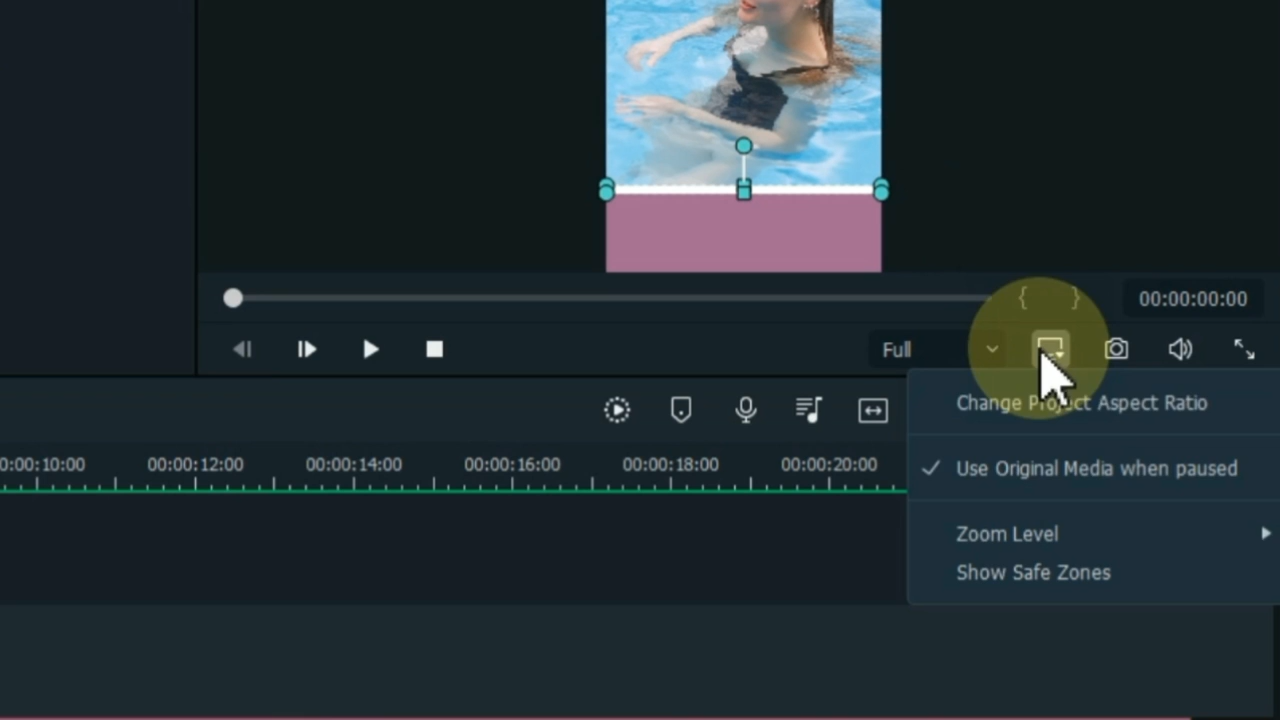 { }
00:00:00:00
Full
Change Project Aspect Ratio
0:00:10:00 00:00:12:00 00:00:14:00 00:00:16:00 00:00:18:00 00:00:20:00
Use Original Media when paused
Zoom Level
Show Safe Zones